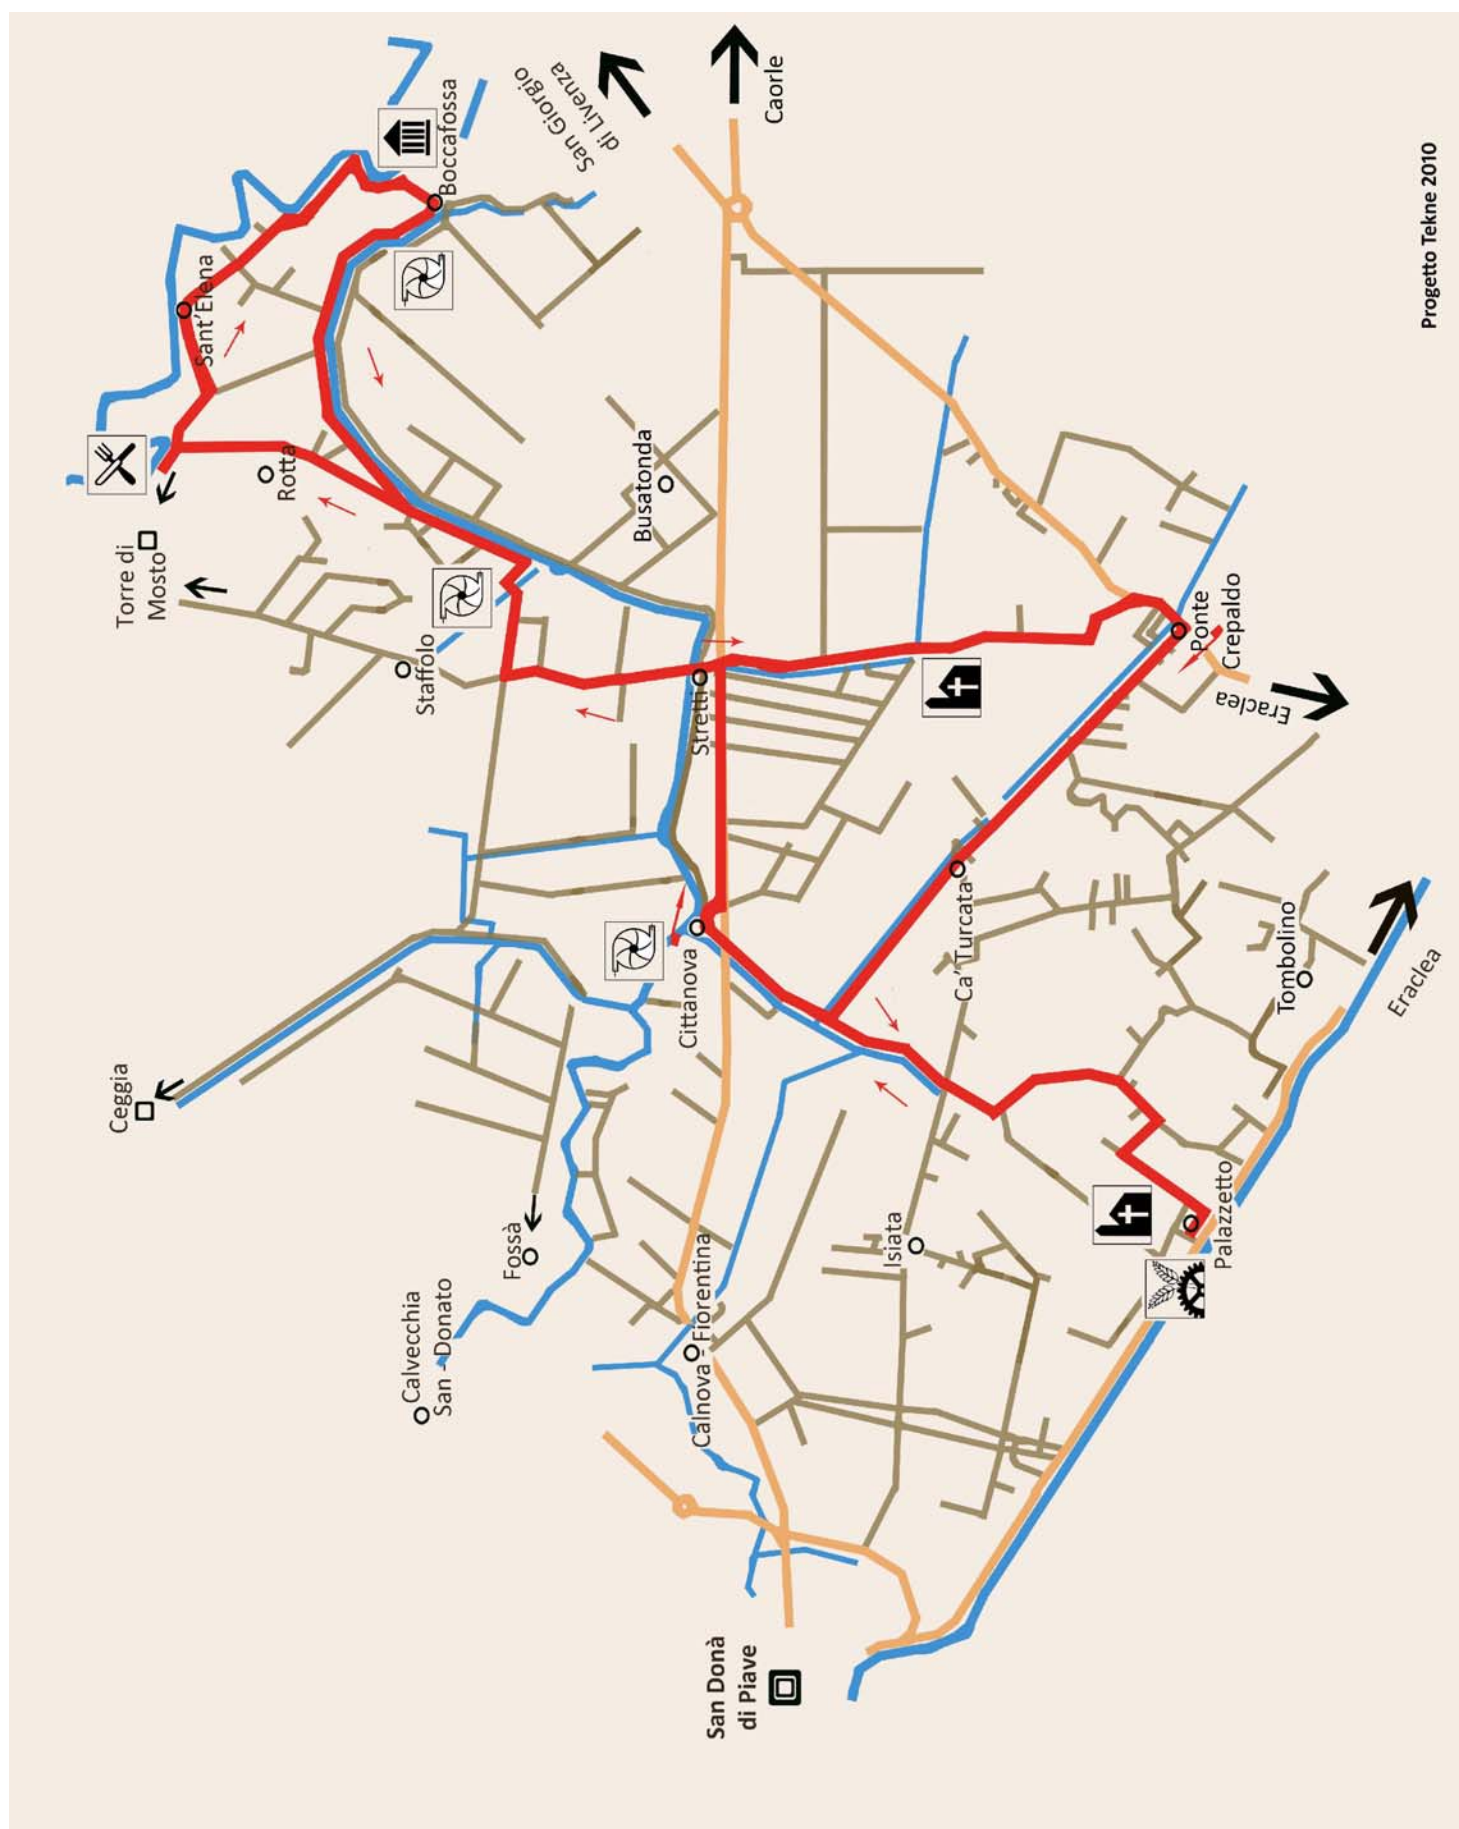 Torre di
Mosto
Sant'Elena
Boccafossa
San Giorgio
di Livenza
Caorle
Rotta
Busatonda
Staffolo
Stretti
Ceggia
Fossà
Calvecchia
San - Donato
Cittanova
Calnova - Fiorentina
San Donà
di Piave
Isiata
Ca' Turcata
Ponte
Crepaldo
Eraclea
Tombolino
Eraclea
Palazzetto
Progetto Tekne 2010